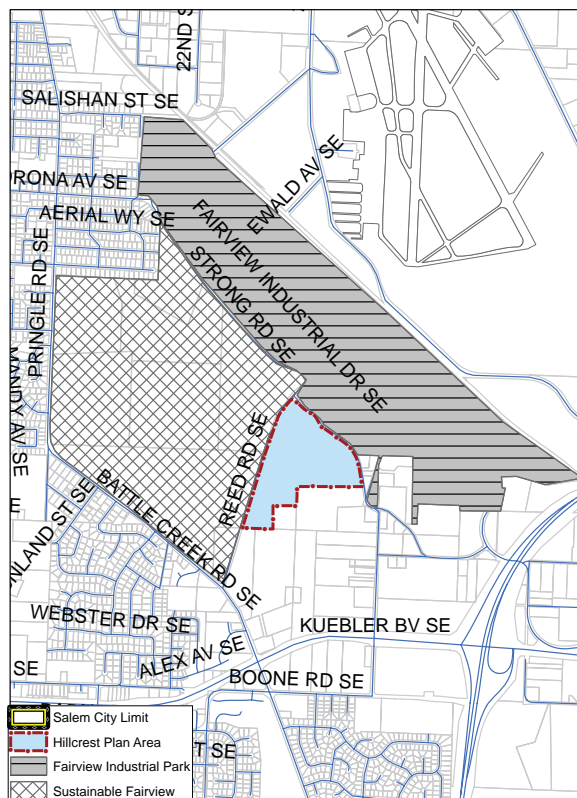 22ND S
SALISHAN ST SE
EWALD AV SE
ORONA AV SE
AERIAL WY SE
FAIRVIEW INDUSTRIAL DR SE
STRONG RD SE
PRINGLE RD SE
MANDY AV SE
REED RD SE
BATTLE CREEK RD SE
NLAND ST SE
E
WEBSTER DR SE
KUEBLER BV SE
ALEX AV SE
SE
BOONE RD SE
T SE
Salem City Limit
Hillcrest Plan Area
Fairview Industrial Park
Sustainable Fairview